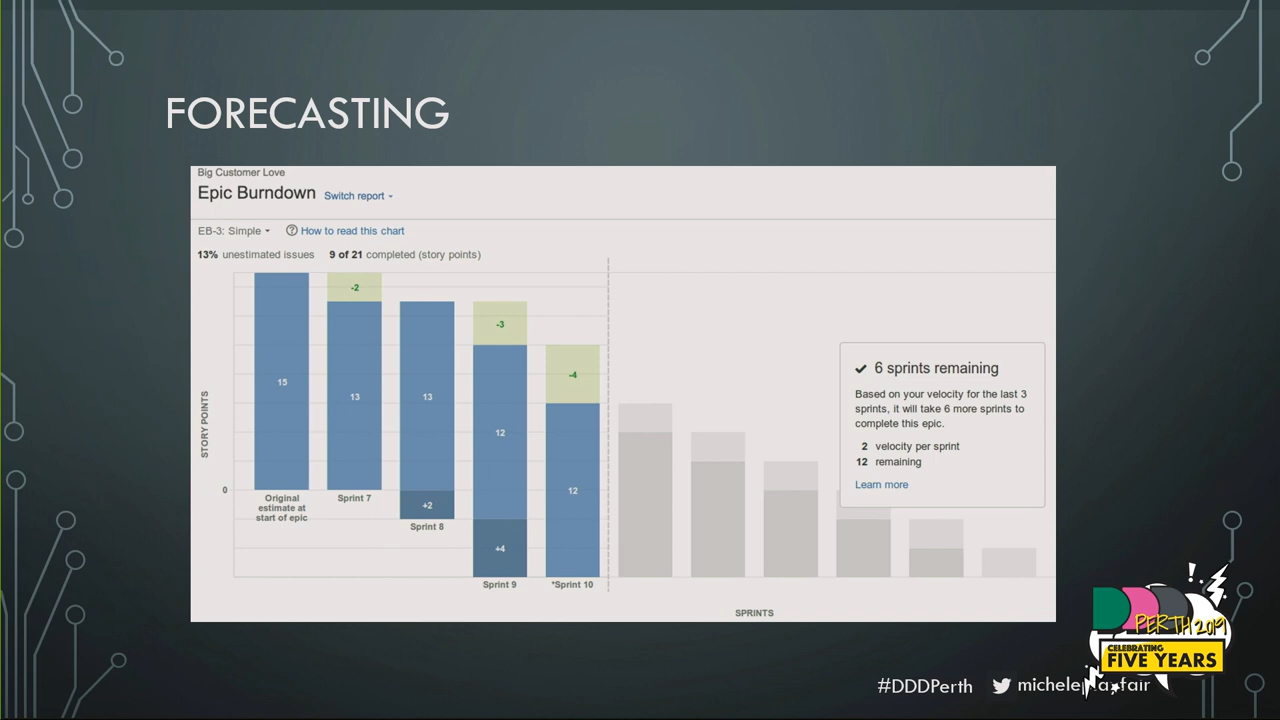 FORECASTING
Big Customer Love
Epic Burndown Switch report
EB-3: Simple
How to read this chart
13% unestimated issues 9 of 21 completed (story points)
STORY POINTS
0
15
Original
estimate at
start of epic
-2
13
Sprint 7
13
+2
Sprint 8
-3
12
+4
Sprint 9
-4
12
*Sprint 10
6 sprints remaining
Based on your velocity for the last 3
sprints, it will take 6 more sprints to
complete this epic.
2 velocity per sprint
12 remaining
Learn more
SPRINTS
DDD
PERTH 2019
CELEBRATING
FIVE YEARS
#DDDPerth